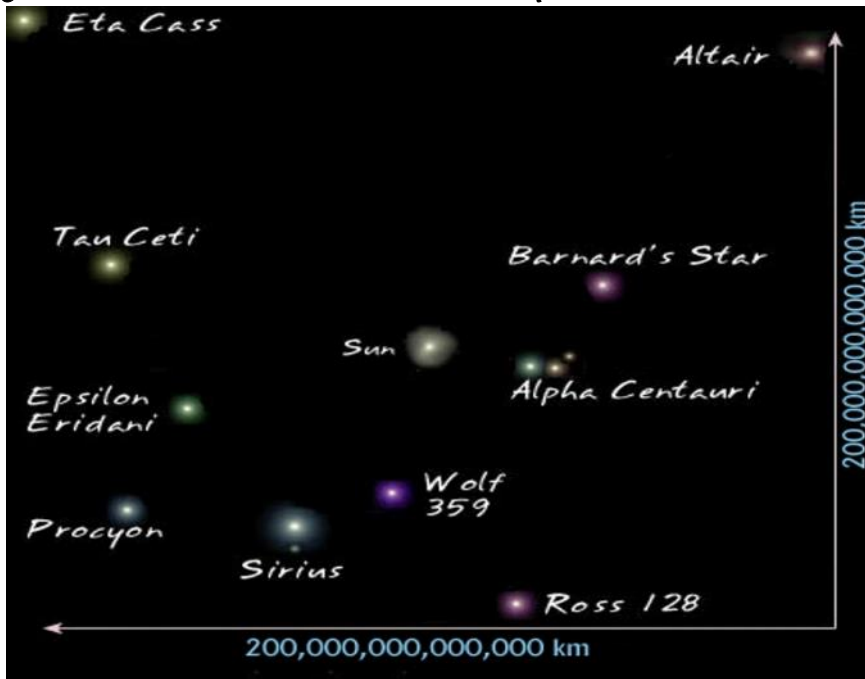 Eta Cass
Altair
Tau Ceti
Barnard's Star
Sun
Alpha Centauri
Epsilon
Eridani
Wolf
359
Procyon
Sirius
Ross 128
200,000,000,000,000 km
200,000,000,000,000 km